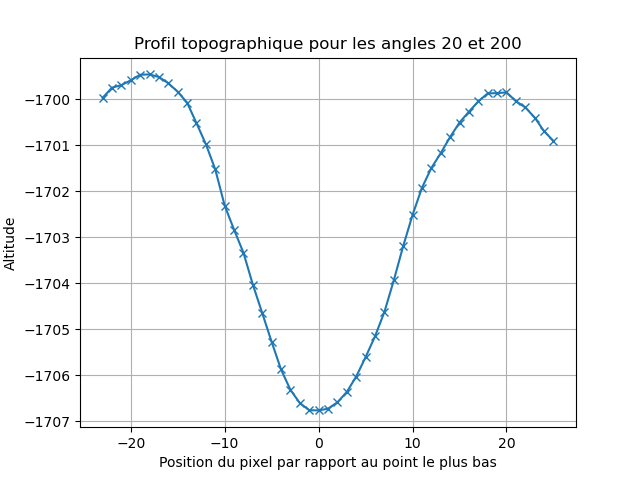 Profil topographique pour les angles 20 et 200
−1700
−1701
−1702
−1703
−1704
−1705
−1706
−1707
Altitude
−20 −10 0 10 20
Position du pixel par rapport au point le plus bas